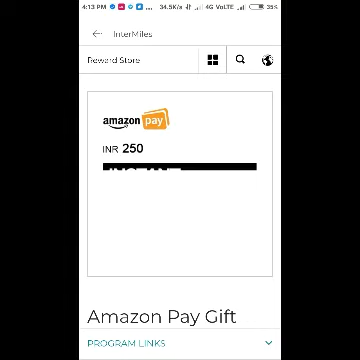 4:13 PM ... 34.5K/s 4G VoLTE 35%
InterMiles
Reward Store
amazon pay
INR 250
INSTANT
Amazon Pay Gift
PROGRAM LINKS